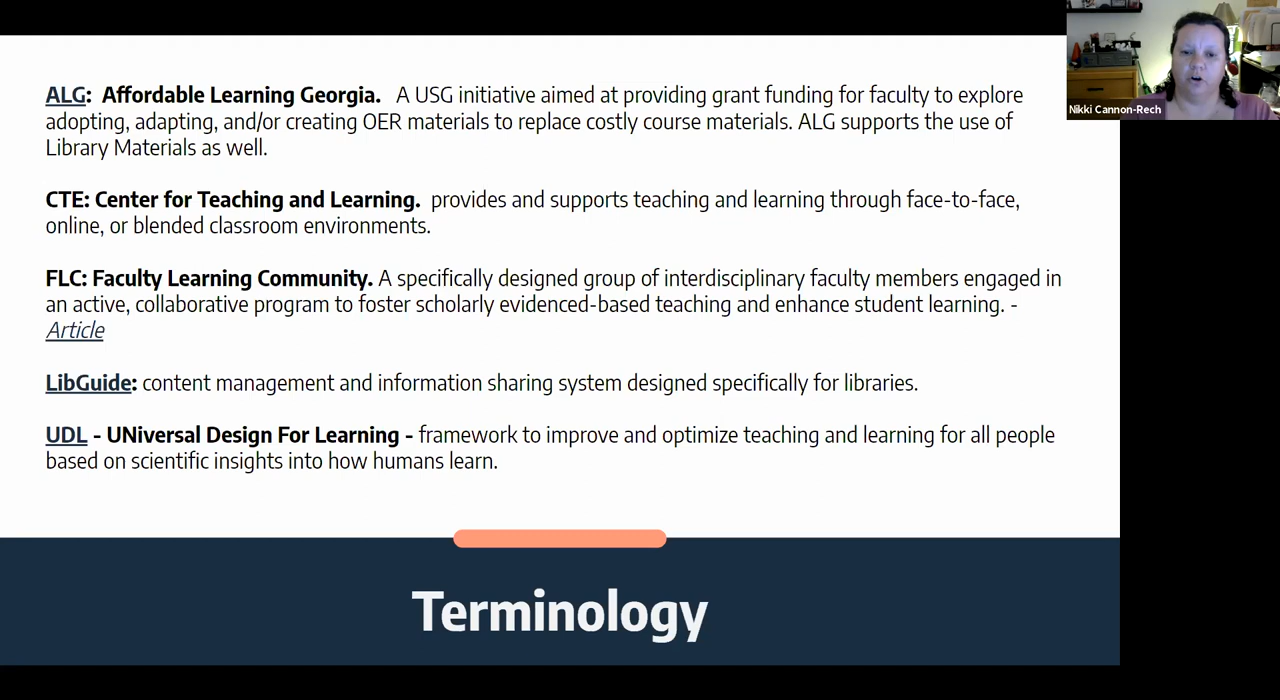 ALG: Affordable Learning Georgia. A USG initiative aimed at providing grant funding for faculty to explore
adopting, adapting, and/or creating OER materials to replace costly course materials. ALG supports the use of
Library Materials as well.
CTE: Center for Teaching and Learning. provides and supports teaching and learning through face-to-face,
online, or blended classroom environments.
FLC: Faculty Learning Community. A specifically designed group of interdisciplinary faculty members engaged in
an active, collaborative program to foster scholarly evidenced-based teaching and enhance student learning. -
Article
LibGuide: content management and information sharing system designed specifically for libraries.
UDL - UNiversal Design For Learning - framework to improve and optimize teaching and learning for all people
based on scientific insights into how humans learn.
Terminology
Nikki Cannon-Rech